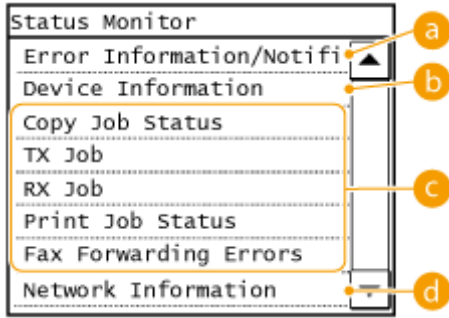 Status Monitor
Error Information/Notifi a
Device Information b
Copy Job Status
TX Job
RX Job c
Print Job Status
Fax Forwarding Errors
Network Information d